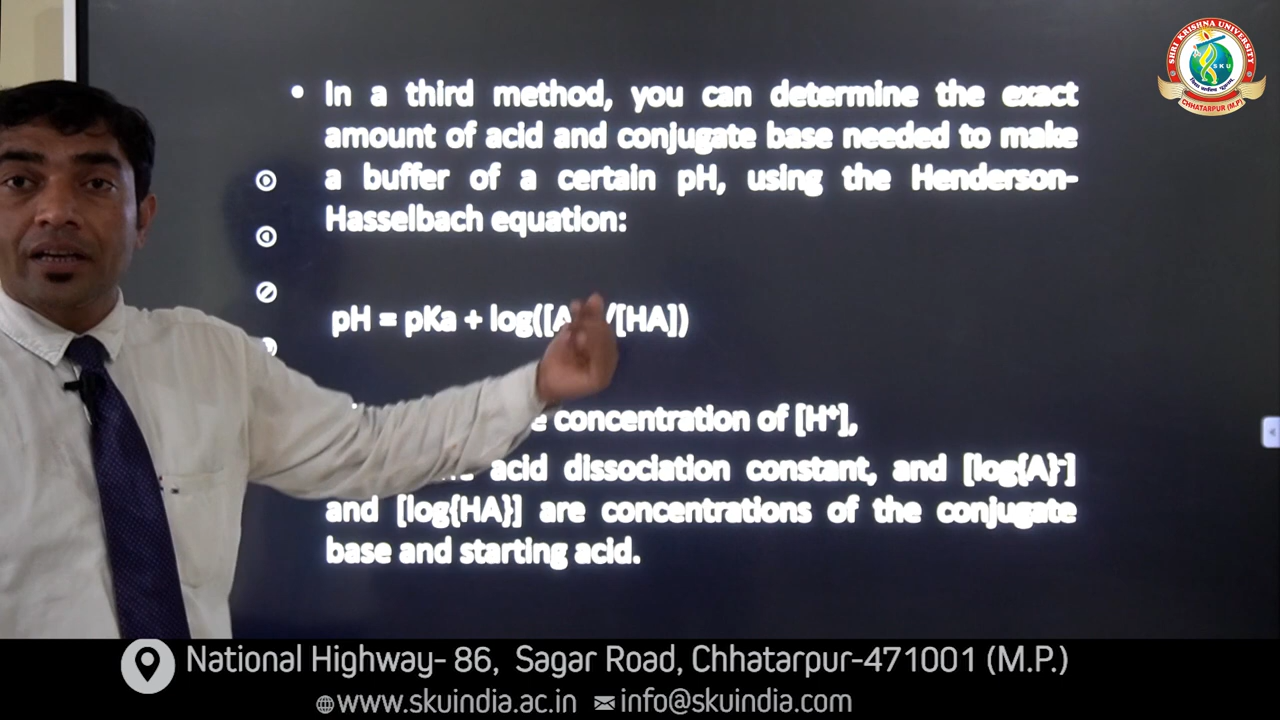 SHRI KRISHNA UNIVERSITY
SKU
CHHATARPUR (M.P.)
• In a third method, you can determine the exact
amount of acid and conjugate base needed to make
a buffer of a certain pH, using the Henderson-
Hasselbach equation:
pH = pKa + log([A /[HA])
concentration of [H⁺],
acid dissociation constant, and [log{A}⁻]
and [log{HA}] are concentrations of the conjugate
base and starting acid.
National Highway- 86, Sagar Road, Chhatarpur-471001 (M.P.)
www.skuindia.ac.in info@skuindia.com